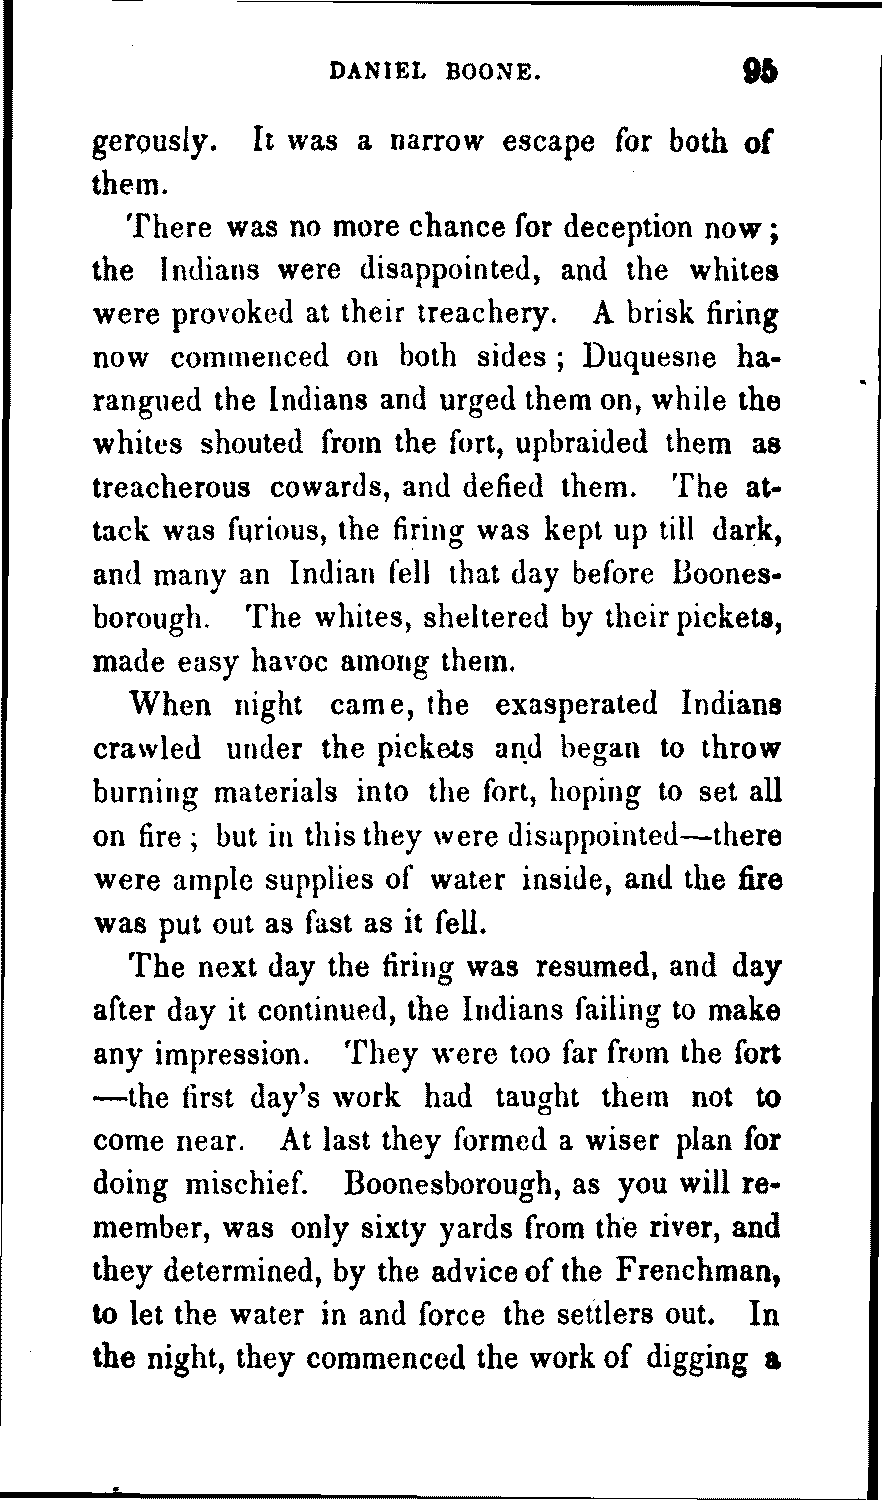 DANIEL BOONE. 95
gerously. It was a narrow escape for both of
them.
There was no more chance for deception now;
the Indians were disappointed, and the whites
were provoked at their treachery. A brisk firing
now commenced on both sides; Duquesne ha-
rangued the Indians and urged them on, while the
whites shouted from the fort, upbraided them as
treacherous cowards, and defied them. The at-
tack was furious, the firing was kept up till dark,
and many an Indian fell that day before Boones-
borough. The whites, sheltered by their pickets,
made easy havoc among them.
When night came, the exasperated Indians
crawled under the pickets and began to throw
burning materials into the fort, hoping to set all
on fire; but in this they were disappointed—there
were ample supplies of water inside, and the fire
was put out as fast as it fell.
The next day the firing was resumed, and day
after day it continued, the Indians failing to make
any impression. They were too far from the fort
—the first day's work had taught them not to
come near. At last they formed a wiser plan for
doing mischief. Boonesborough, as you will re-
member, was only sixty yards from the river, and
they determined, by the advice of the Frenchman,
to let the water in and force the settlers out. In
the night, they commenced the work of digging a